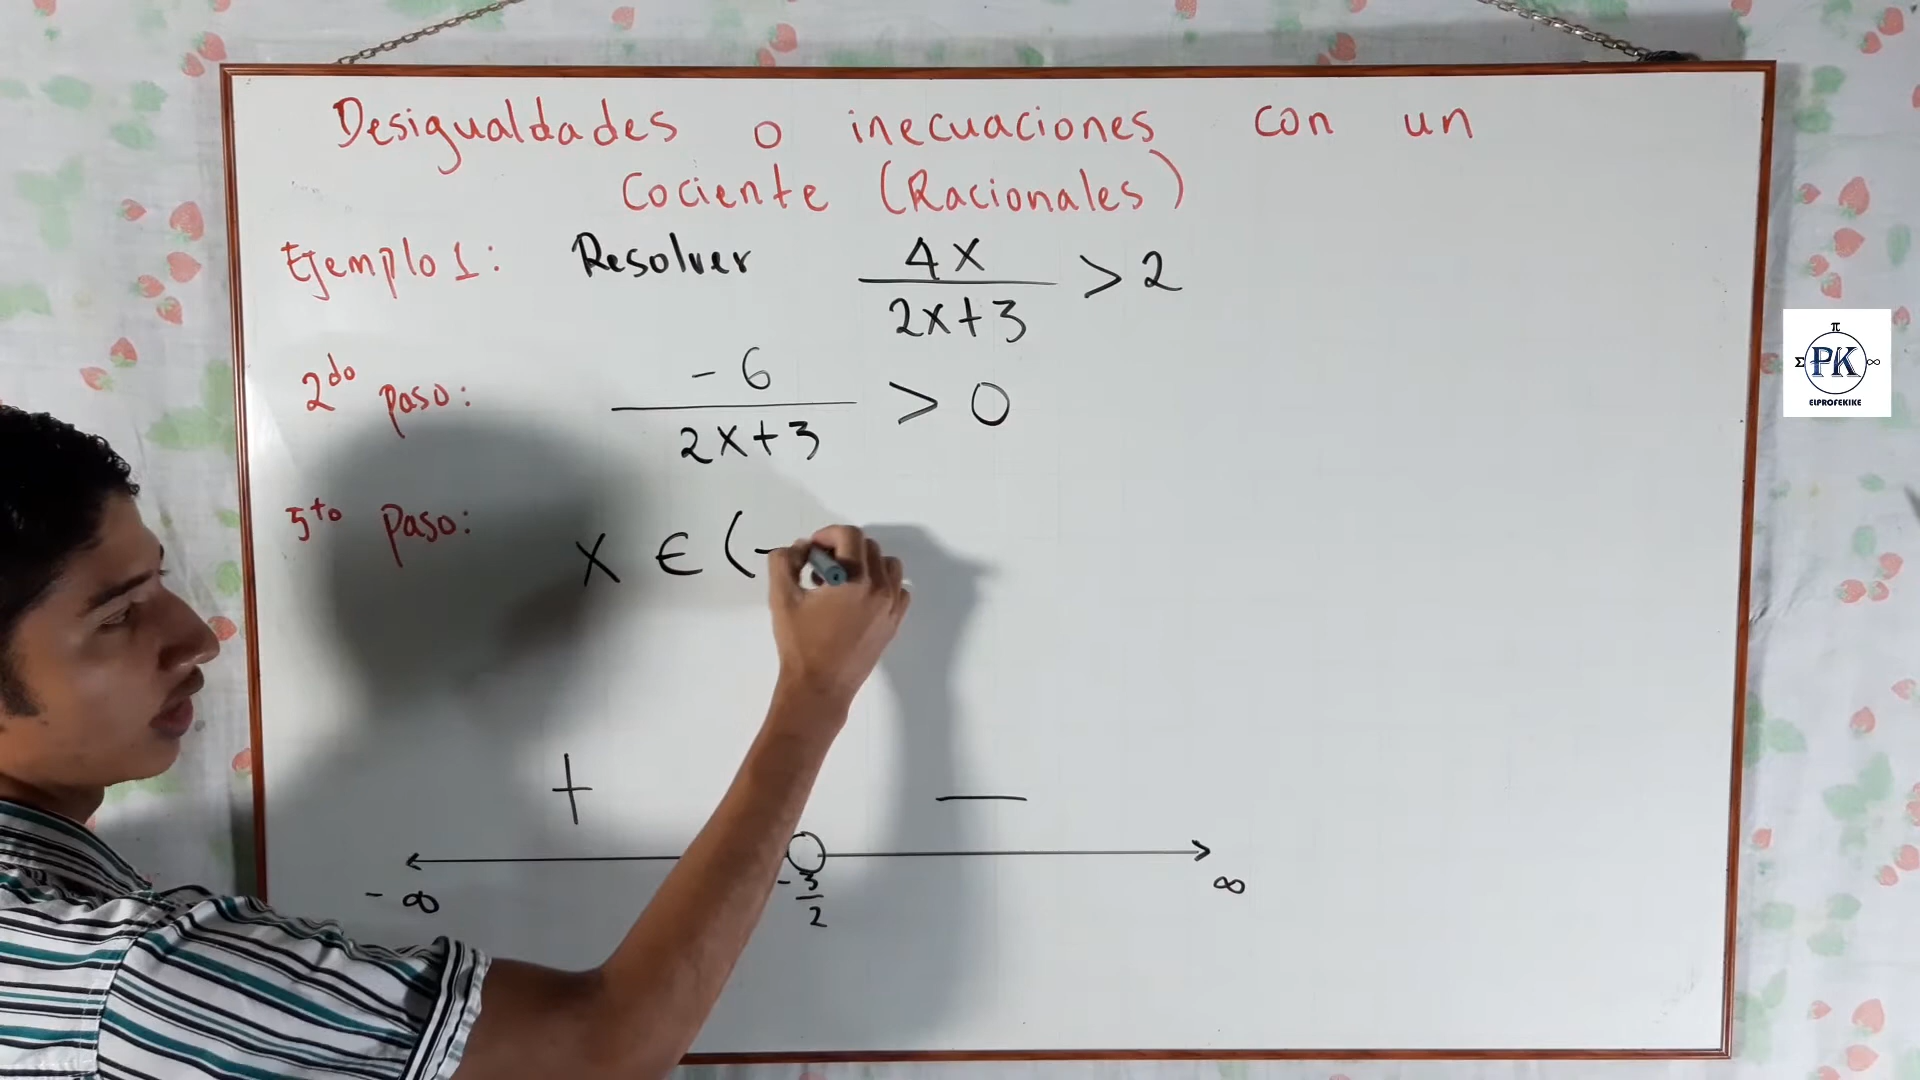 Desigualdades o inecuaciones con un
Cociente (Racionales)
Ejemplo 1: Resolver 4x / 2x+3 > 2
2do paso: -6 / 2x+3 > 0
5to Paso: x ∈ (-
+ —
-∞ -3/2 ∞
π
Σ PK ∞
ElPROFEKIKE